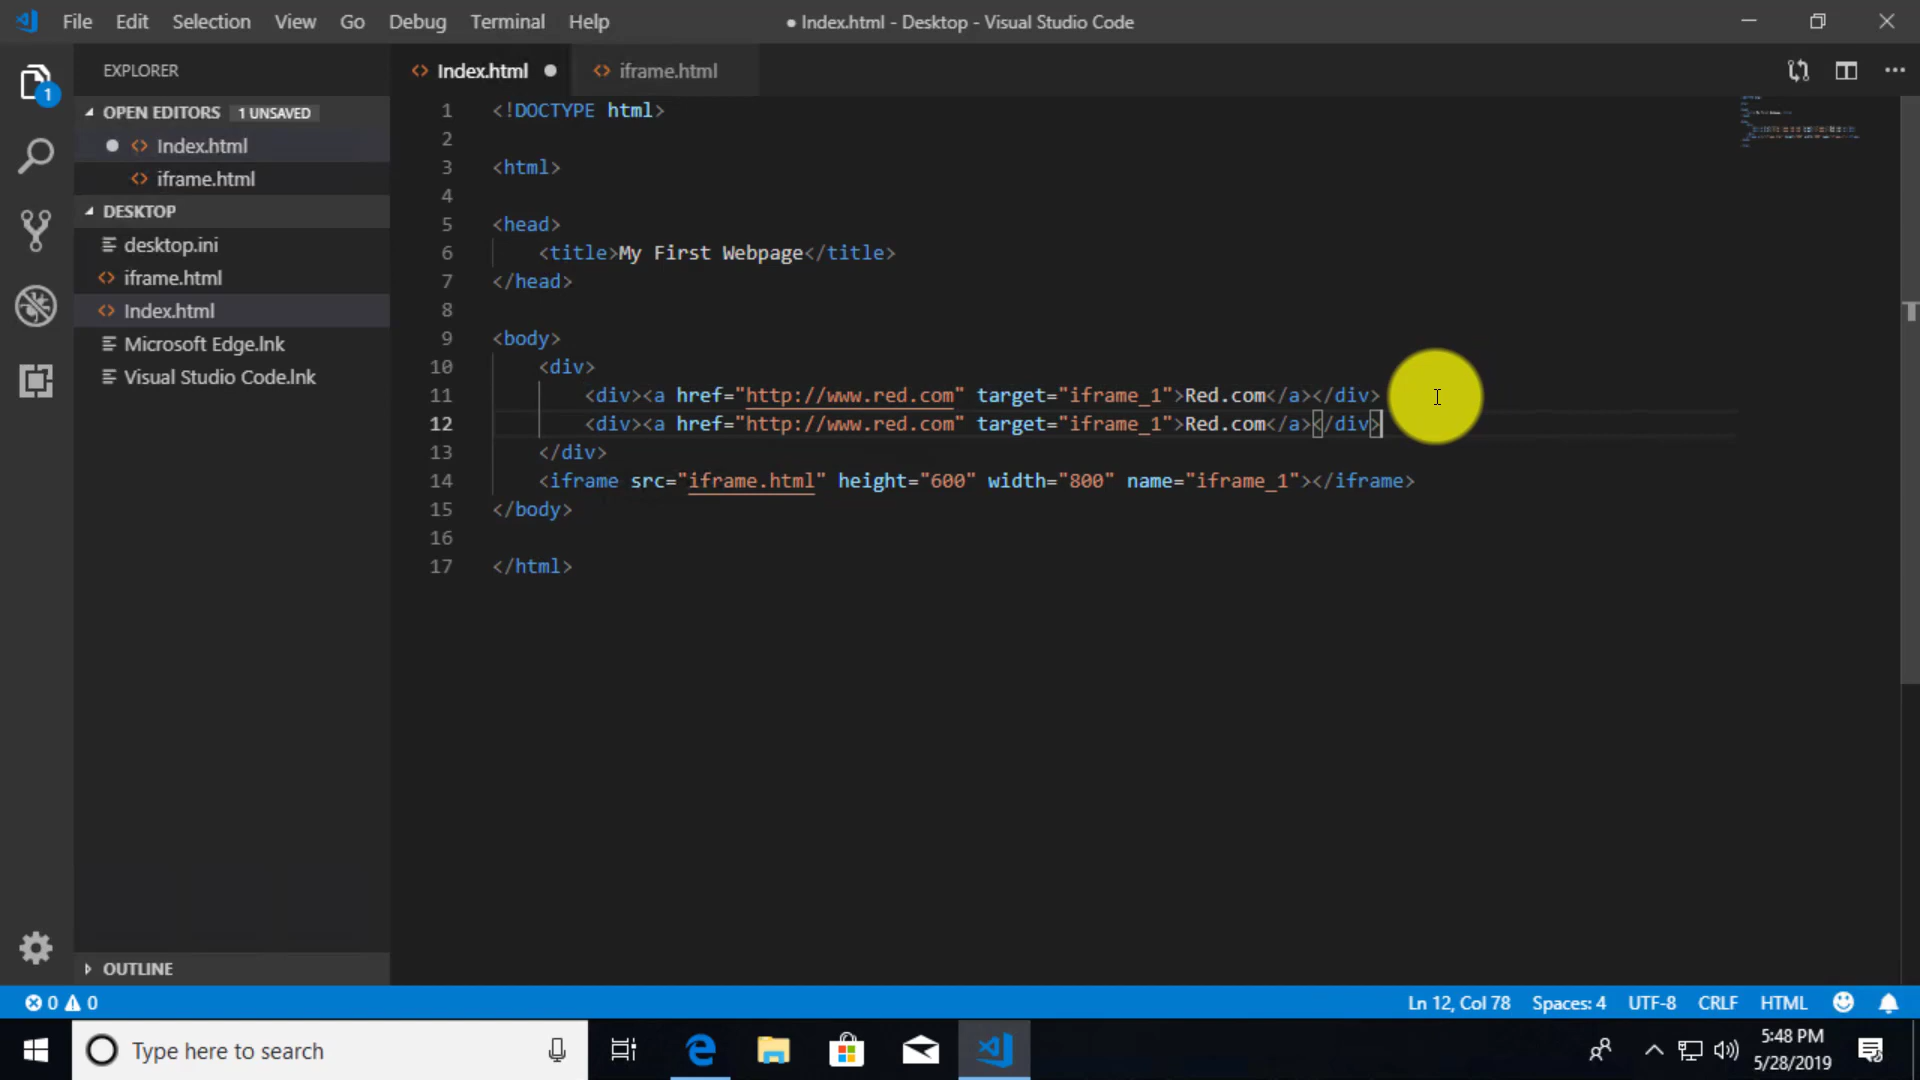 File Edit Selection View Go Debug Terminal Help
● Index.html - Desktop - Visual Studio Code
EXPLORER
OPEN EDITORS 1 UNSAVED
Index.html
iframe.html
DESKTOP
desktop.ini
iframe.html
Index.html
Microsoft Edge.lnk
Visual Studio Code.lnk
OUTLINE
1
Index.html iframe.html
1 <!DOCTYPE html>
2
3 <html>
4
5 <head>
6 <title>My First Webpage</title>
7 </head>
8
9 <body>
10 <div>
11 <div><a href="http://www.red.com" target="iframe_1">Red.com</a></div>
12 <div><a href="http://www.red.com" target="iframe_1">Red.com</a></div>
13 </div>
14 <iframe src="iframe.html" height="600" width="800" name="iframe_1"></iframe>
15 </body>
16
17 </html>
0 0
Ln 12, Col 78 Spaces: 4 UTF-8 CRLF HTML
Type here to search
5:48 PM
5/28/2019